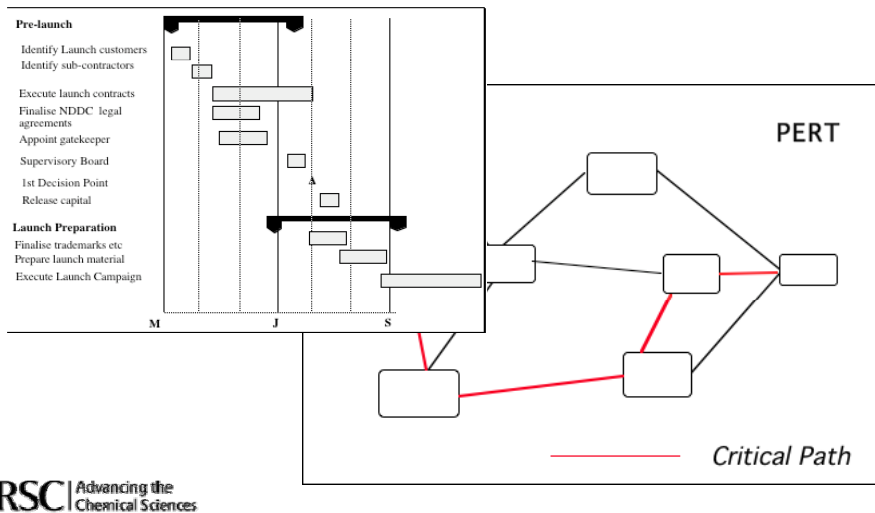 Pre-launch
Identify Launch customers
Identify sub-contractors
Execute launch contracts
Finalise NDDC legal
agreements
Appoint gatekeeper
Supervisory Board
1st Decision Point
Release capital
Launch Preparation
Finalise trademarks etc
Prepare launch material
Execute Launch Campaign
M J S
PERT
Critical Path
RSC Advancing the
Chemical Sciences